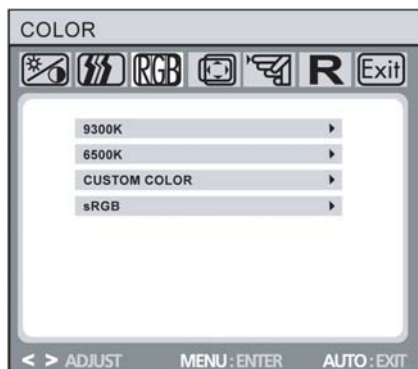 COLOR
RGB R Exit
9300K
6500K
CUSTOM COLOR
sRGB
< > ADJUST MENU : ENTER AUTO : EXIT